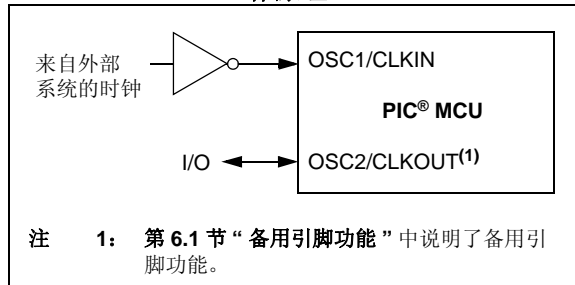 来自外部
系统的时钟
OSC1/CLKIN
PIC® MCU
I/O
OSC2/CLKOUT(1)
注 1： 第 6.1 节 “ 备用引脚功能 ” 中说明了备用引
脚功能。